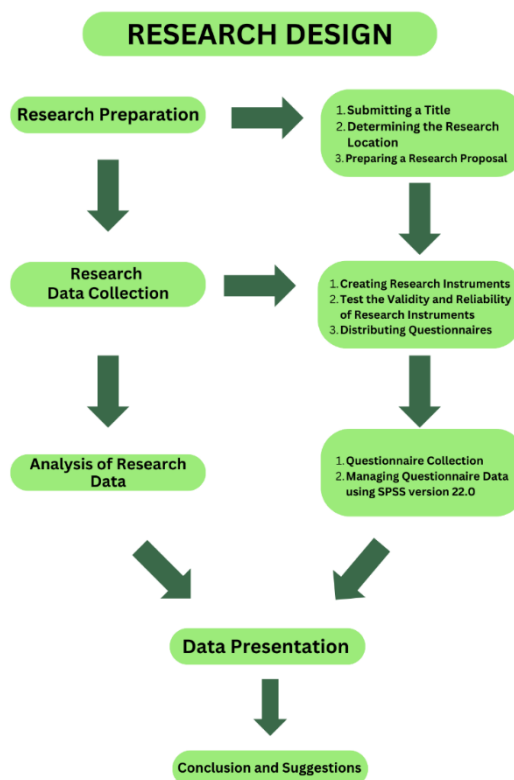 RESEARCH DESIGN
Research Preparation
1. Submitting a Title
2. Determining the Research
Location
3. Preparing a Research Proposal
Research
Data Collection
1. Creating Research Instruments
2. Test the Validity and Reliability
of Research Instruments
3. Distributing Questionnaires
Analysis of Research
Data
1. Questionnaire Collection
2. Managing Questionnaire Data
using SPSS version 22.0
Data Presentation
Conclusion and Suggestions